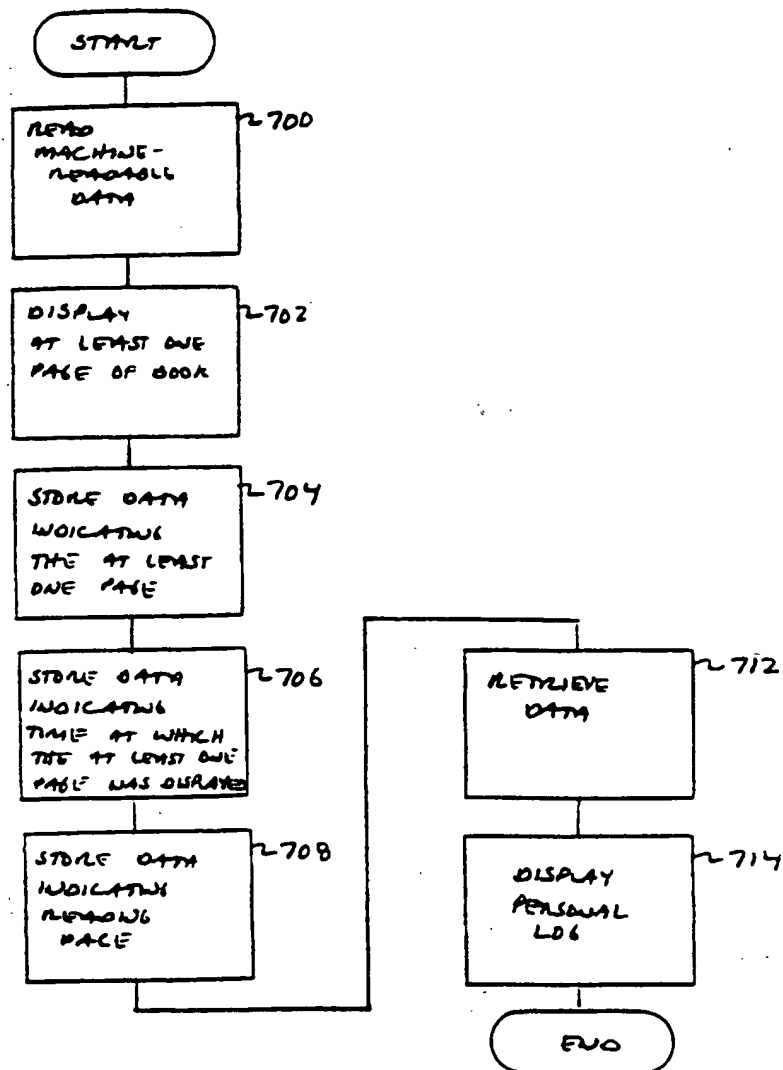 START
READ
MACHINE-
READABLE
DATA
700
DISPLAY
AT LEAST ONE
PAGE OF BOOK
702
STORE DATA
INDICATING
THE AT LEAST
ONE PAGE
704
STORE DATA
INDICATING
TIME AT WHICH
THE AT LEAST ONE
PAGE WAS DISPLAYED
706
STORE DATA
INDICATING
READING
PACE
708
RETRIEVE
DATA
712
DISPLAY
PERSONAL
LOG
714
END